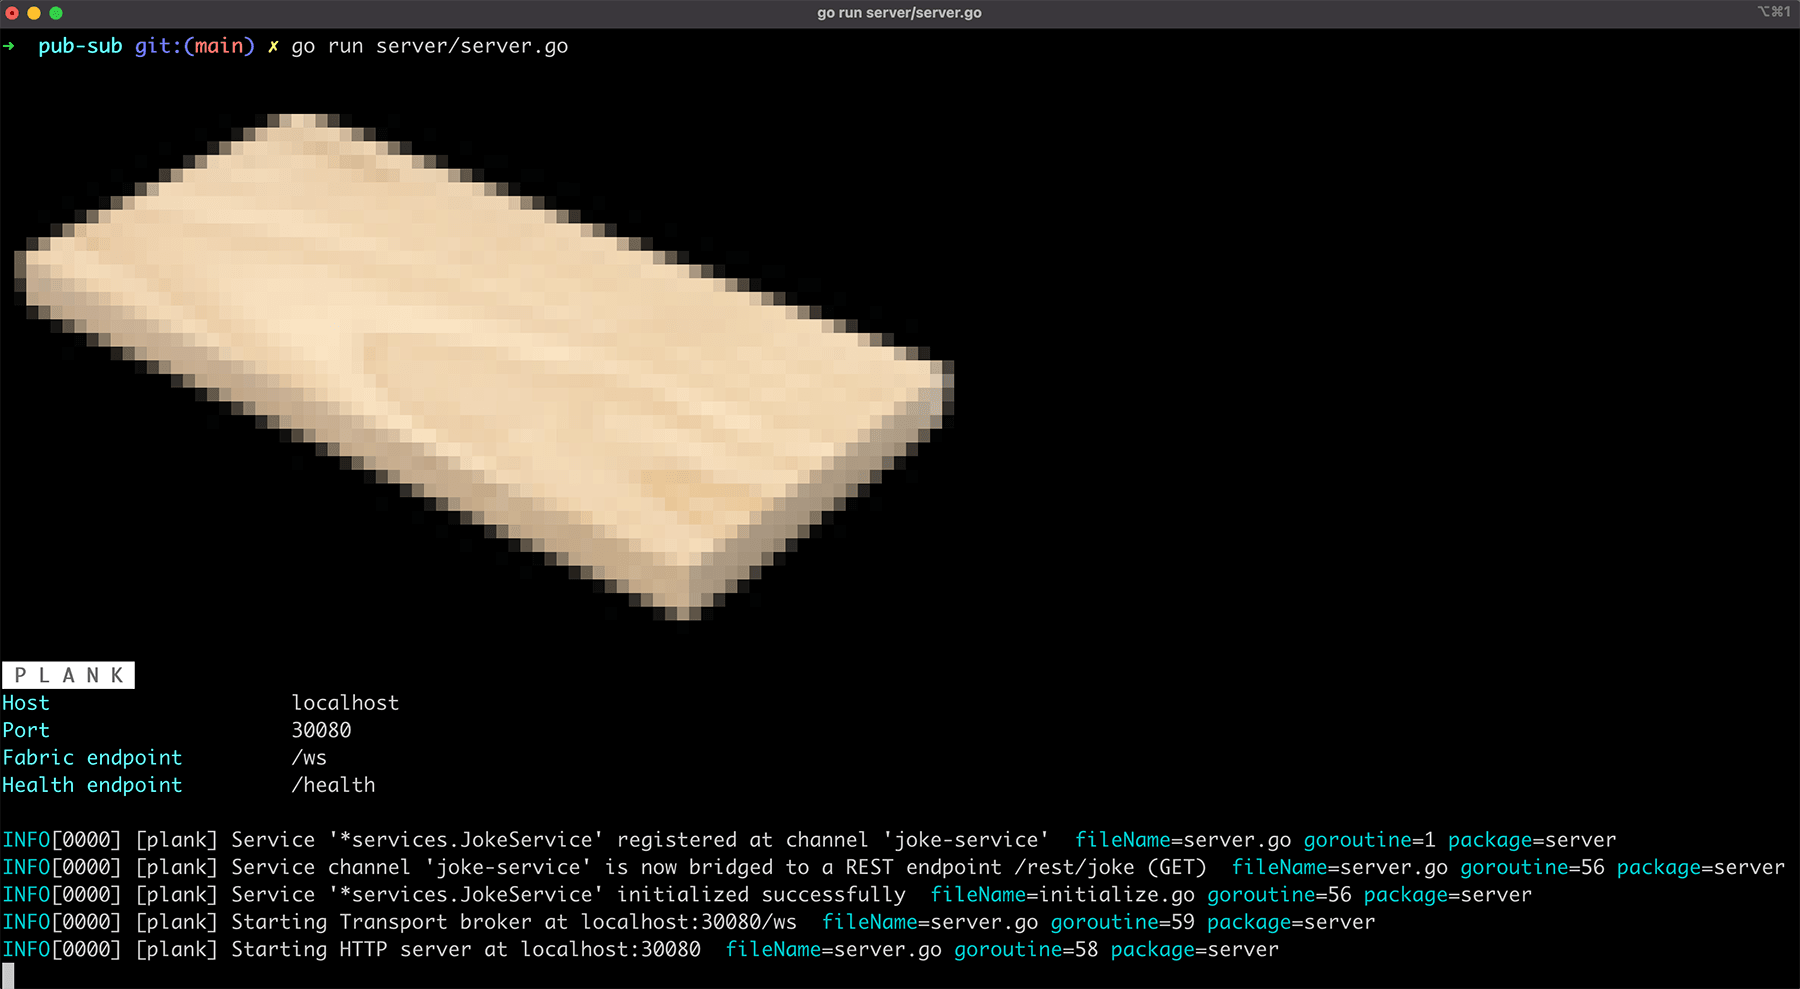 go run server/server.go
⌥⌘1
➜ pub-sub git:(main) ✗ go run server/server.go
P L A N K
Host localhost
Port 30080
Fabric endpoint /ws
Health endpoint /health
INFO[0000] [plank] Service '*services.JokeService' registered at channel 'joke-service' fileName=server.go goroutine=1 package=server
INFO[0000] [plank] Service channel 'joke-service' is now bridged to a REST endpoint /rest/joke (GET) fileName=server.go goroutine=56 package=server
INFO[0000] [plank] Service '*services.JokeService' initialized successfully fileName=initialize.go goroutine=56 package=server
INFO[0000] [plank] Starting Transport broker at localhost:30080/ws fileName=server.go goroutine=59 package=server
INFO[0000] [plank] Starting HTTP server at localhost:30080 fileName=server.go goroutine=58 package=server